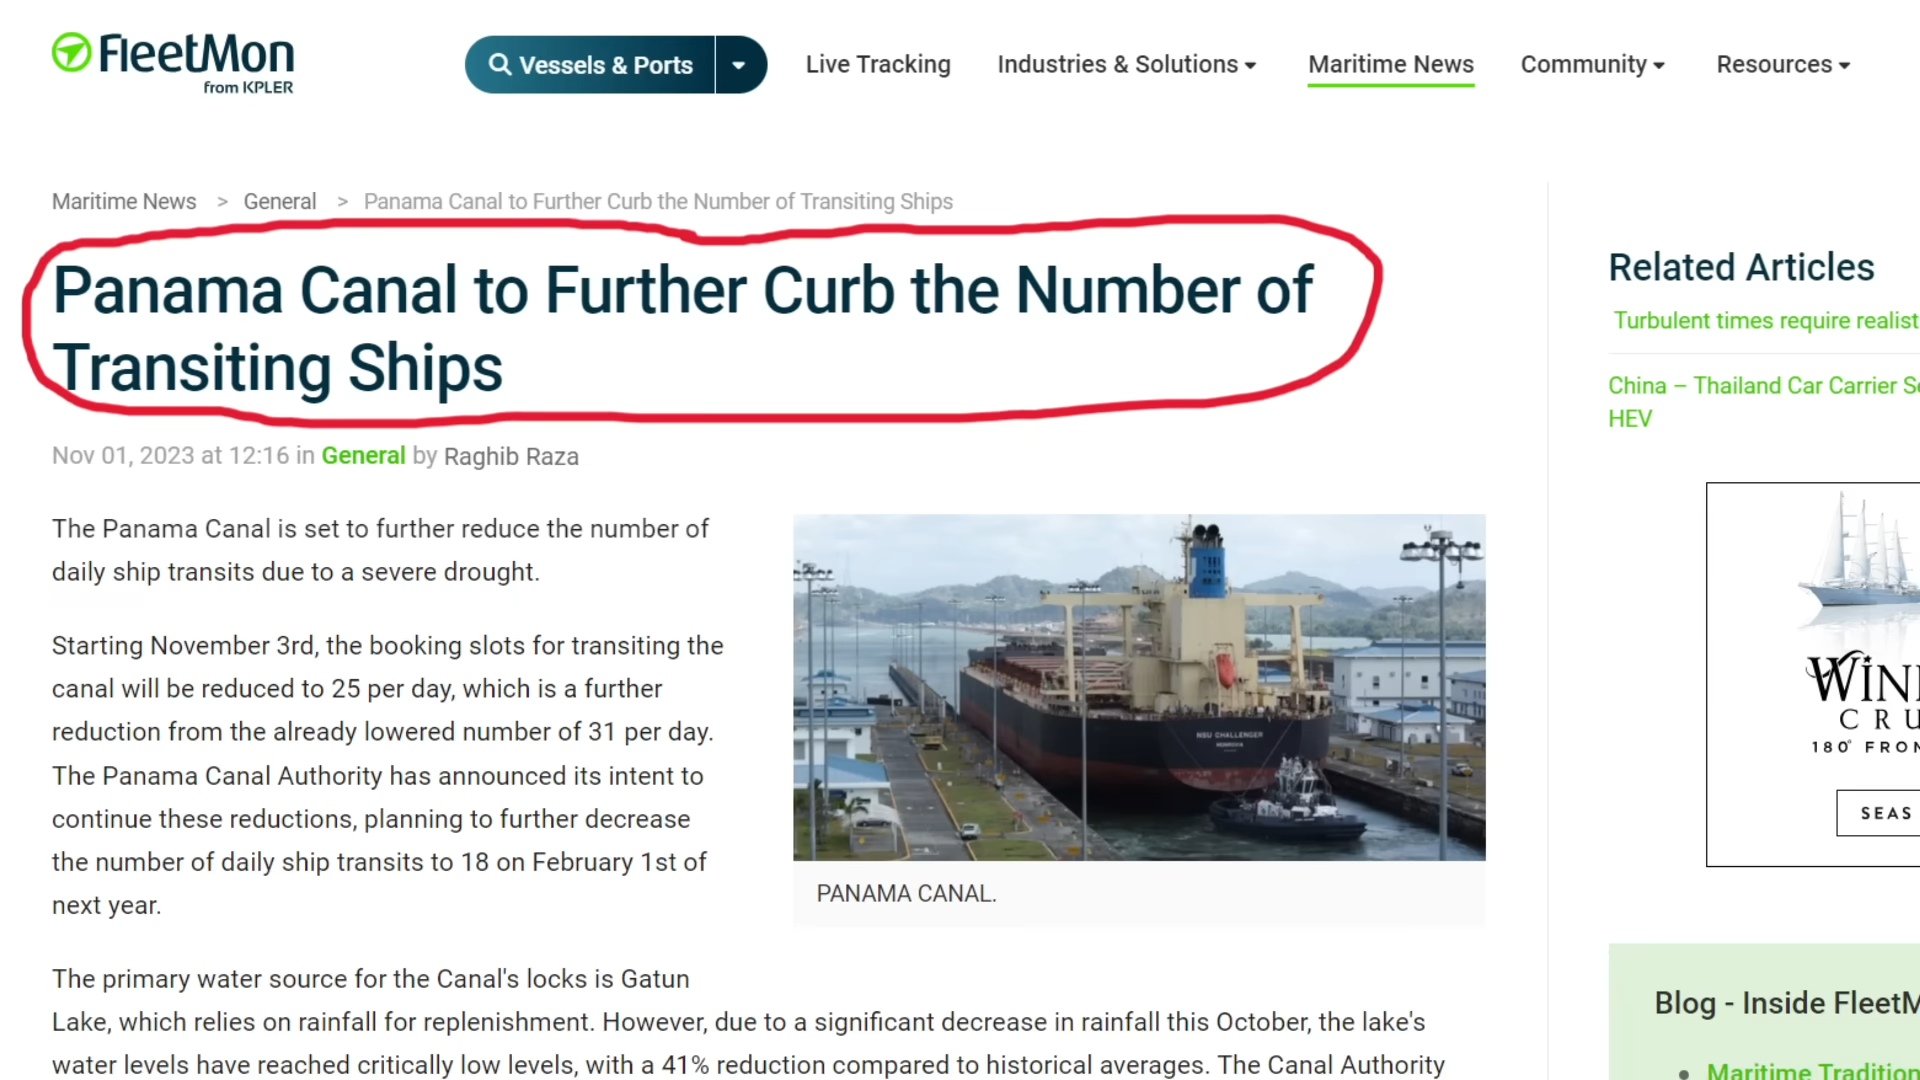 FleetMon
from KPLER
Vessels & Ports
Live Tracking
Industries & Solutions
Maritime News
Community
Resources
Maritime News > General > Panama Canal to Further Curb the Number of Transiting Ships
Panama Canal to Further Curb the Number of
Transiting Ships
Nov 01, 2023 at 12:16 in General by Raghib Raza
The Panama Canal is set to further reduce the number of
daily ship transits due to a severe drought.
Starting November 3rd, the booking slots for transiting the
canal will be reduced to 25 per day, which is a further
reduction from the already lowered number of 31 per day.
The Panama Canal Authority has announced its intent to
continue these reductions, planning to further decrease
the number of daily ship transits to 18 on February 1st of
next year.
NSU CHALLENGER
MONROVIA
PANAMA CANAL.
The primary water source for the Canal's locks is Gatun
Lake, which relies on rainfall for replenishment. However, due to a significant decrease in rainfall this October, the lake's
water levels have reached critically low levels, with a 41% reduction compared to historical averages. The Canal Authority
Related Articles
Turbulent times require realist
China – Thailand Car Carrier S
HEV
WIN
CRU
180° FROM
SEAS
Blog - Inside FleetM
Maritime Tradition